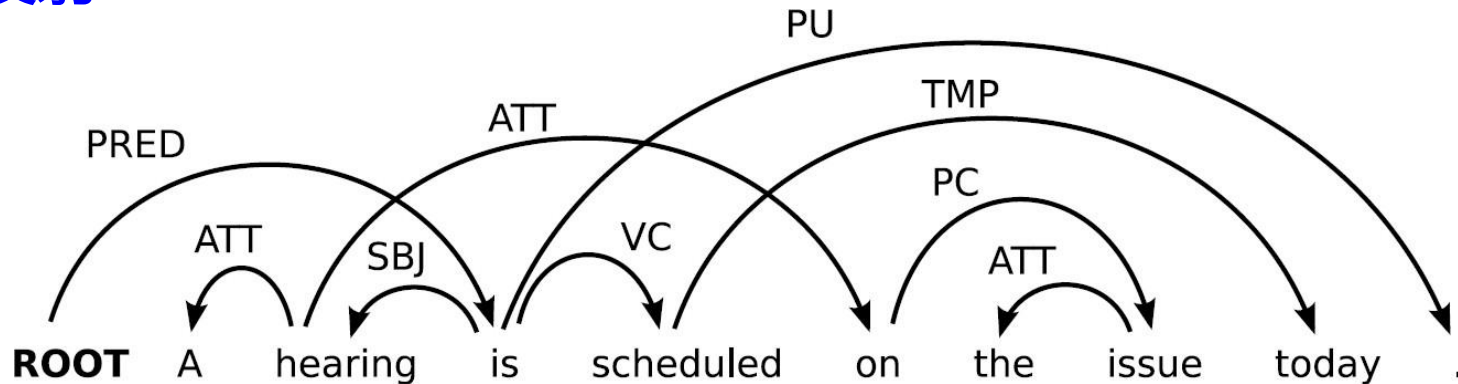 PU
TMP
ATT
PRED
PC
ATT
VC
SBJ
ATT
ROOT A hearing is scheduled on the issue today .